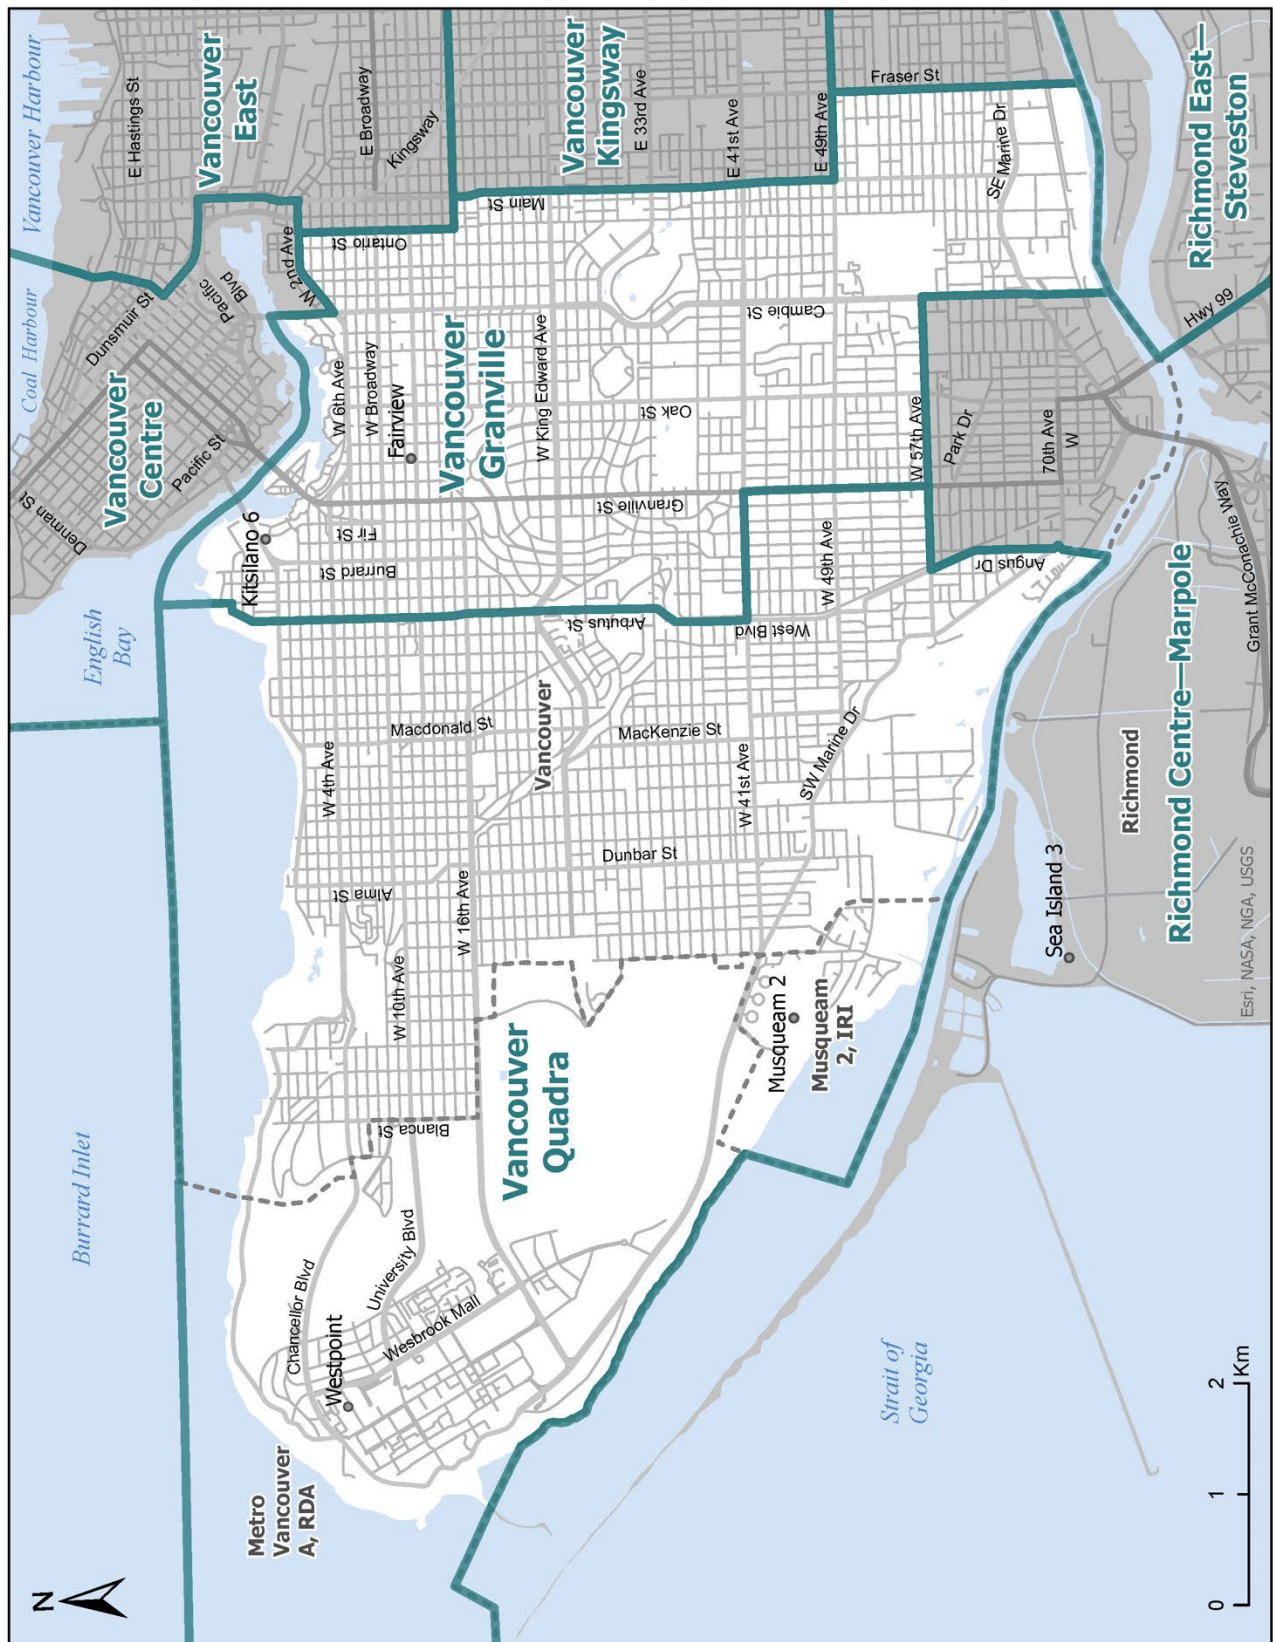 N
Burrard Inlet
English
Bay
Coal Harbour
Vancouver Harbour
Strait of
Georgia
Metro
Vancouver
A, RDA
Vancouver
Quadra
Vancouver
Granville
Vancouver
Centre
Vancouver
East
Vancouver
Kingsway
Richmond East—
Steveston
Richmond Centre—Marpole
Richmond
Vancouver
Musqueam 2
Musqueam
2, IRI
Sea Island 3
Westpoint
Kitsilano 6
Fairview
Chancellor Blvd
University Blvd
Wesbrook Mall
Blanca St
W 10th Ave
W 16th Ave
Alma St
W 4th Ave
Macdonald St
MacKenzie St
Dunbar St
W 41st Ave
SW Marine Dr
Arbutus St
West Blvd
Burrard St
Fir St
Granville St
W 49th Ave
Angus Dr
W 57th Ave
Park Dr
70th Ave
W
Oak St
Cambie St
W King Edward Ave
W Broadway
W 6th Ave
W 2nd Ave
Ontario St
Main St
Denman St
Pacific St
Dunsmuir St
Pacific
Blvd
E Hastings St
E Broadway
Kingsway
E 33rd Ave
E 41st Ave
E 49th Ave
Fraser St
SE Marine Dr
Hwy 99
Grant McConachie Way
0 1 2
Km
Esri, NASA, NGA, USGS